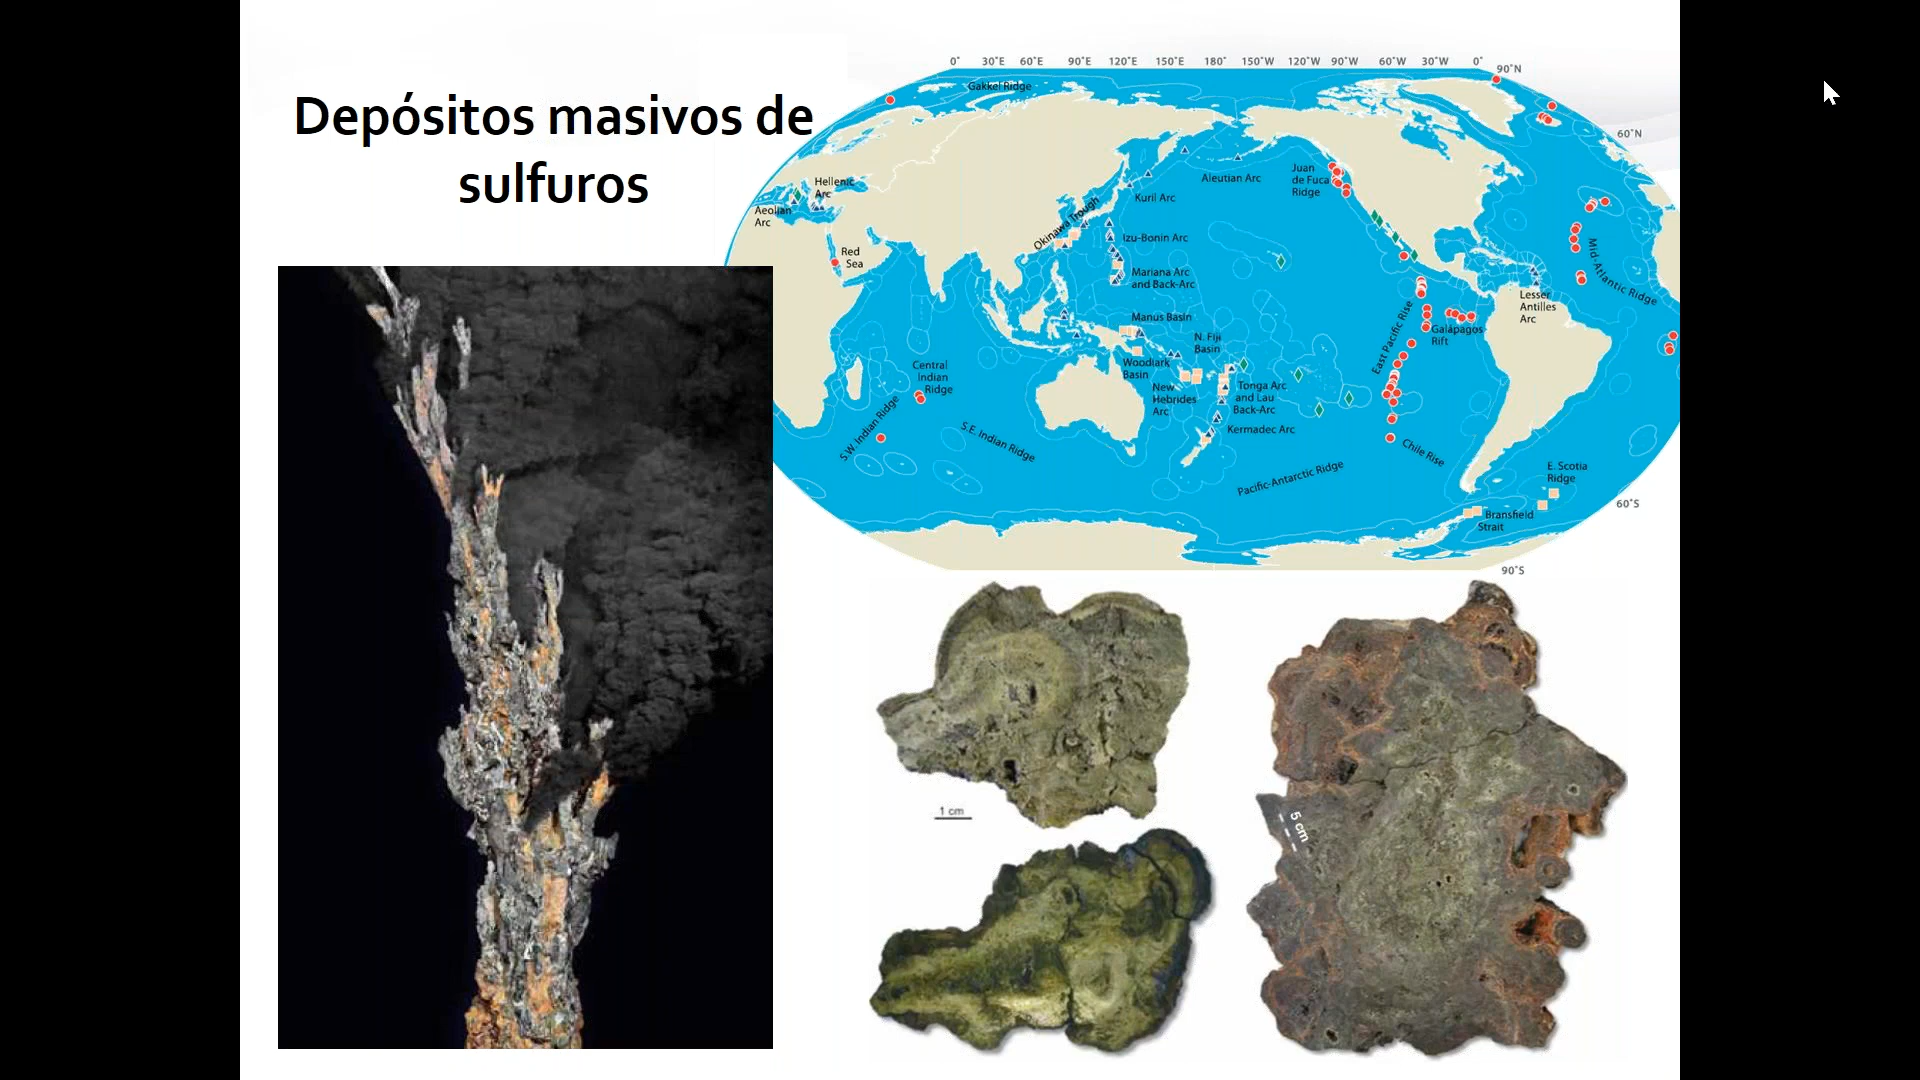 Depósitos masivos de
sulfuros
0° 30°E 60°E 90°E 120°E 150°E 180° 150°W 120°W 90°W 60°W 30°W 0°
90°N
60°N
Gakkel Ridge
Hellenic
Arc
Aeolian
Arc
Red
Sea
Okinawa Trough
Kuril Arc
Aleutian Arc
Juan
de Fuca
Ridge
Izu-Bonin Arc
Mariana Arc
and Back-Arc
Manus Basin
N. Fiji
Basin
Woodlark
Basin
New
Hebrides
Arc
Tonga Arc
and Lau
Back-Arc
Kermadec Arc
Central
Indian
Ridge
S.W. Indian Ridge
S.E. Indian Ridge
Pacific-Antarctic Ridge
East Pacific Rise
Galápagos
Rift
Lesser
Antilles
Arc
Mid-Atlantic Ridge
Chile Rise
E. Scotia
Ridge
Bransfield
Strait
60°S
90°S
1 cm
5 cm